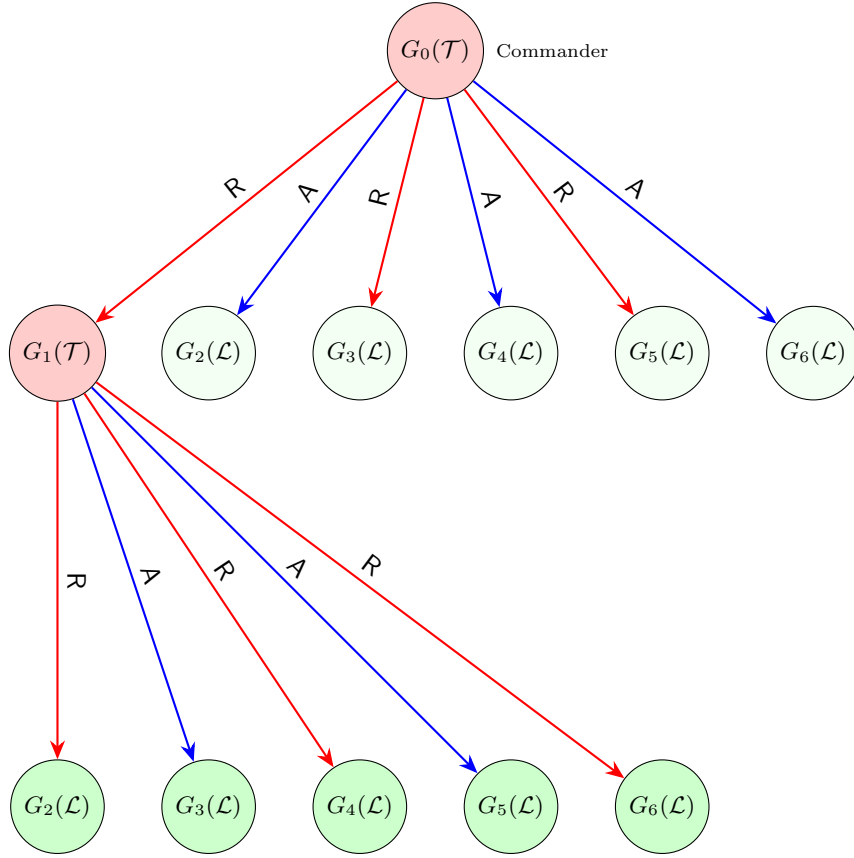 G₀(𝒯) Commander
R A R A R A
G₁(𝒯) G₂(ℒ) G₃(ℒ) G₄(ℒ) G₅(ℒ) G₆(ℒ)
R A R A R
G₂(ℒ) G₃(ℒ) G₄(ℒ) G₅(ℒ) G₆(ℒ)